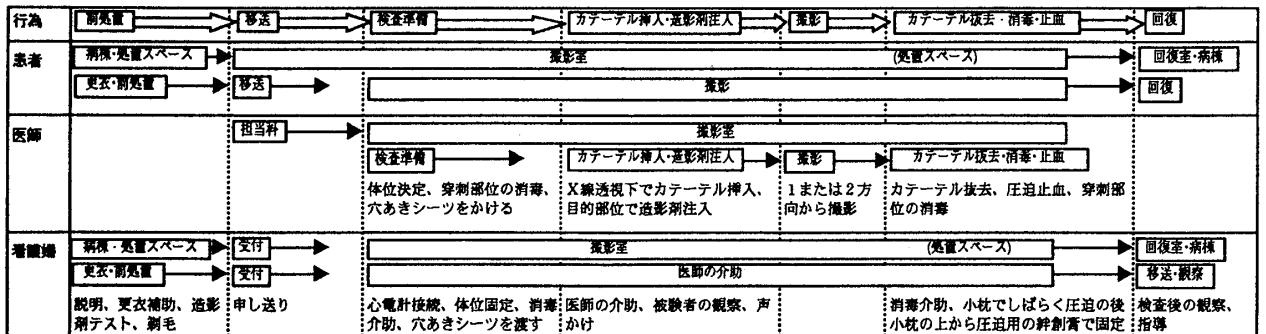 行為 前処置 移送 検査準備 カテーテル挿入・造影剤注入 撮影 カテーテル抜去・消毒・止血 回復
患者 病棟・処置スペース 撮影室 (処置スペース) 回復室・病棟
更衣・前処置 移送 撮影 回復
医師 担当科 撮影室
検査準備 カテーテル挿入・造影剤注入 撮影 カテーテル抜去・消毒・止血
体位決定、穿刺部位の消毒、 X線透視下でカテーテル挿入、 1または2方 カテーテル抜去、圧迫止血、穿刺部
穴あきシーツをかける 目的部位で造影剤注入 向から撮影 位の消毒
看護婦 病棟・処置スペース 受付 撮影室 (処置スペース) 回復室・病棟
更衣・前処置 受付 医師の介助 移送・観察
説明、更衣補助、造影 申し送り 心電計接続、体位固定、消毒 医師の介助、被験者の観察、声 消毒介助、小枕でしばらく圧迫の後 検査後の観察、
剤テスト、剃毛 介助、穴あきシーツを渡す かけ 小枕の上から圧迫用の絆創膏で固定 指導